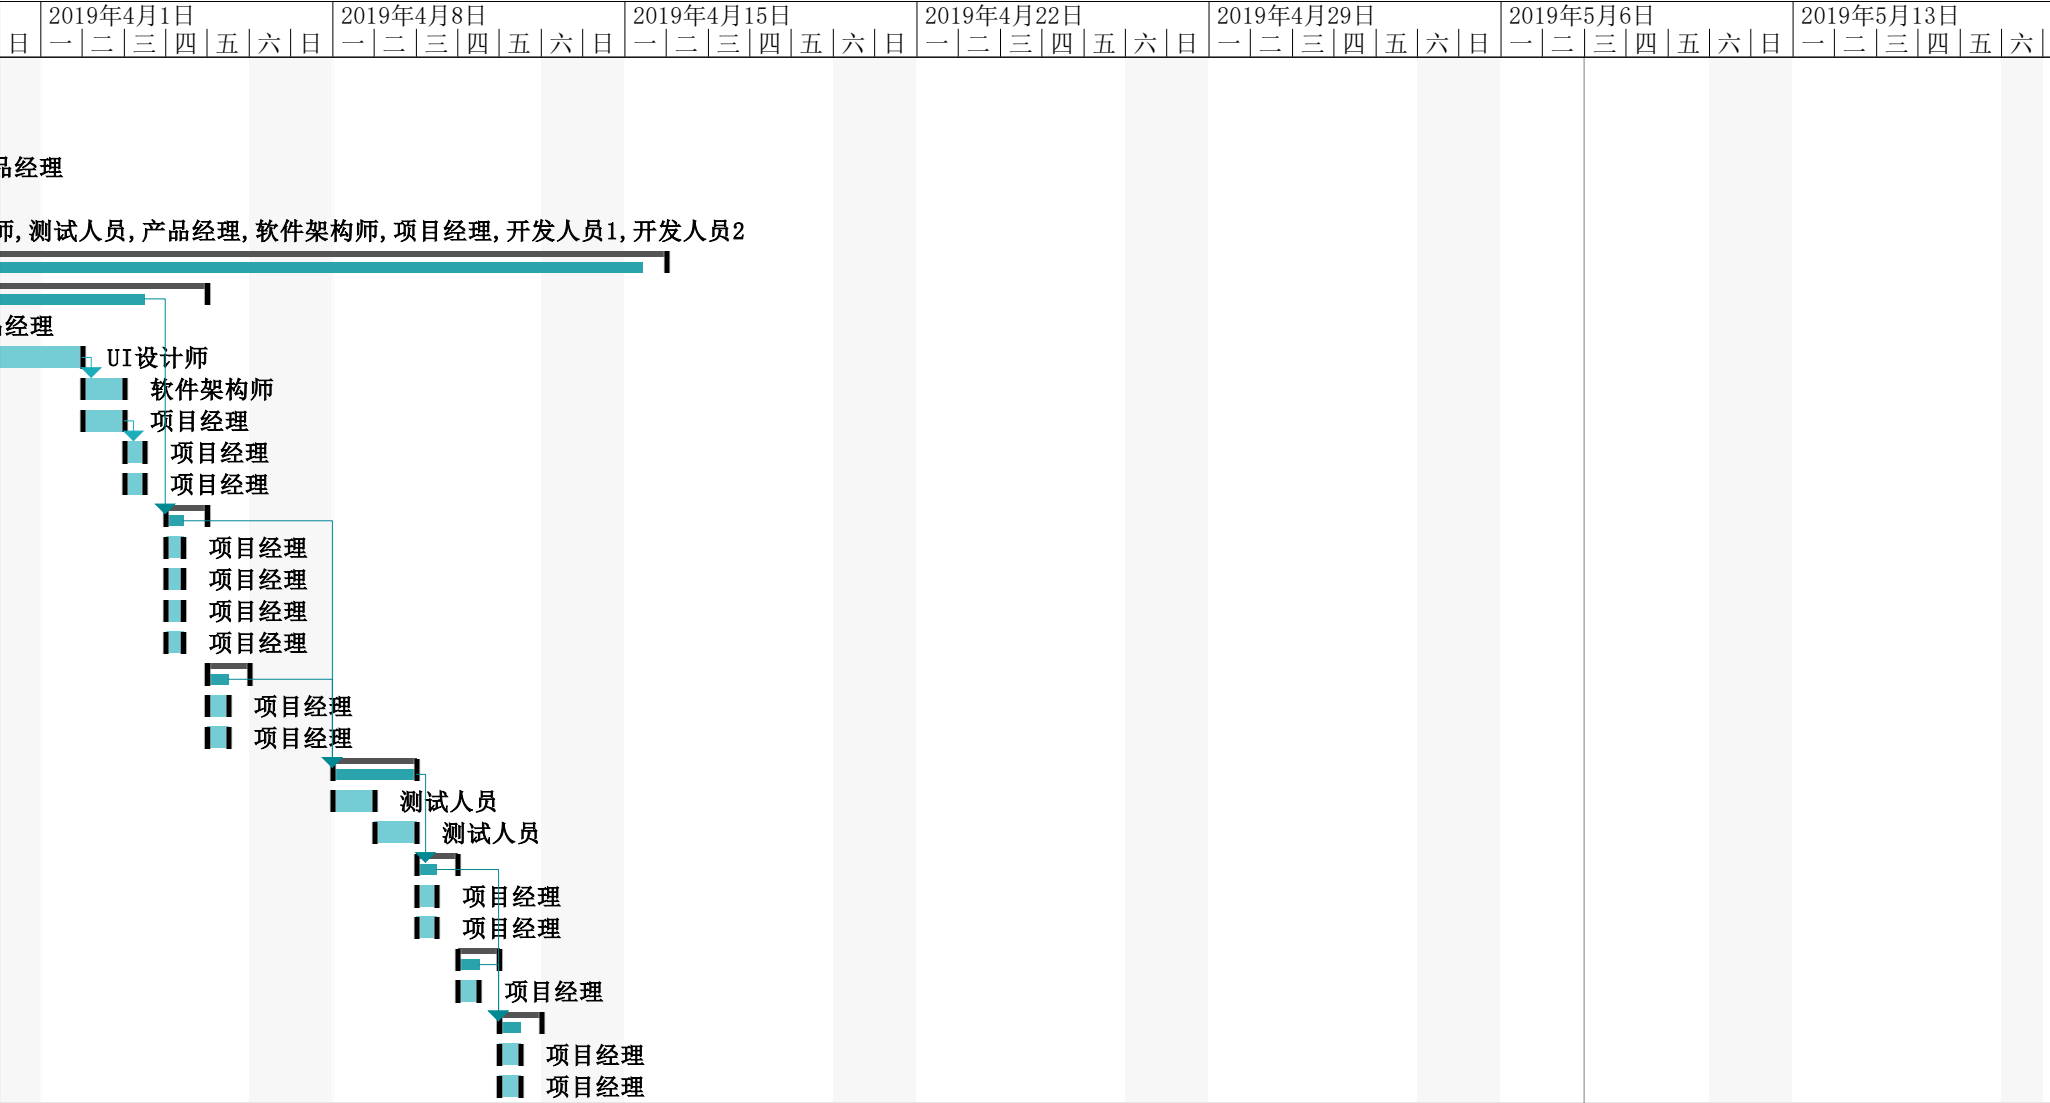 2019年4月1日 2019年4月8日 2019年4月15日 2019年4月22日 2019年4月29日 2019年5月6日 2019年5月13日
日 一 二 三 四 五 六 日 一 二 三 四 五 六 日 一 二 三 四 五 六 日 一 二 三 四 五 六 日 一 二 三 四 五 六 日 一 二 三 四 五 六 日 一 二 三 四 五 六
品经理
师,测试人员,产品经理,软件架构师,项目经理,开发人员1,开发人员2
经理
UI设计师
软件架构师
项目经理
项目经理
项目经理
项目经理
项目经理
项目经理
项目经理
项目经理
项目经理
测试人员
测试人员
项目经理
项目经理
项目经理
项目经理
项目经理